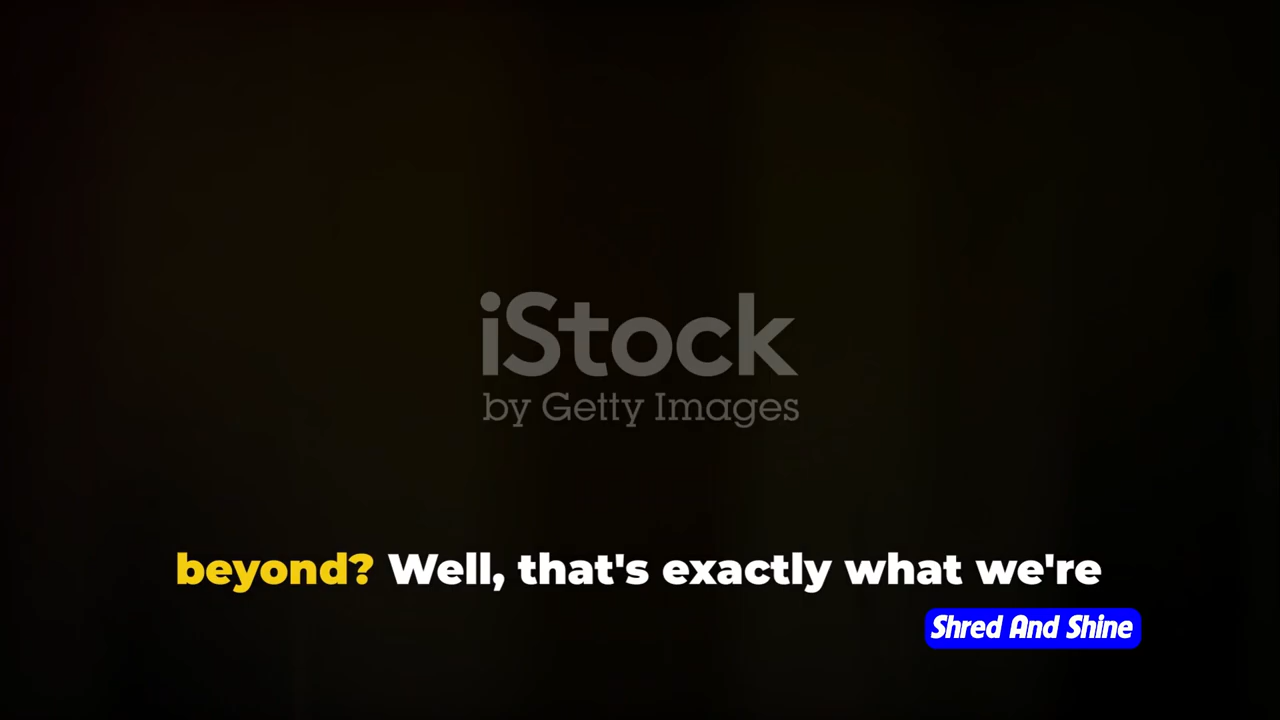 iStock
by Getty Images
beyond? Well, that's exactly what we're
Shred And Shine